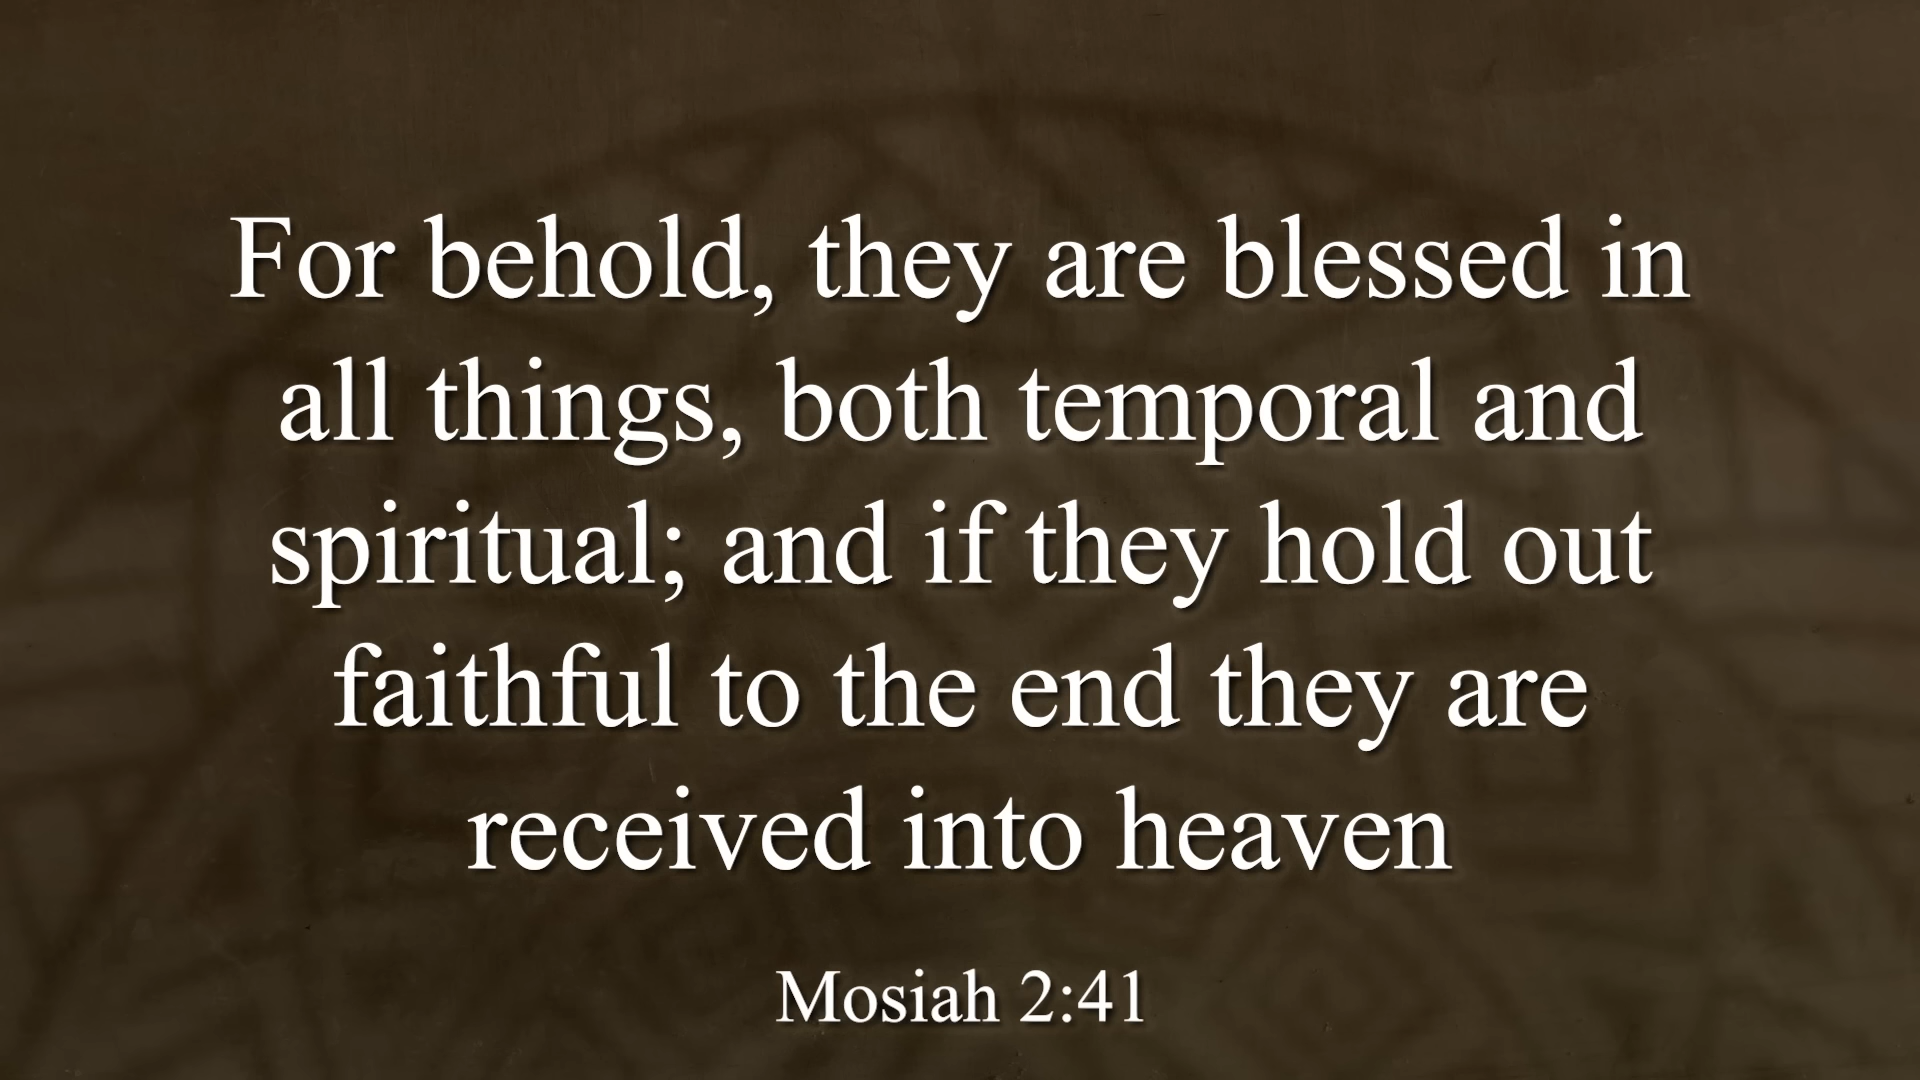 For behold, they are blessed in
all things, both temporal and
spiritual; and if they hold out
faithful to the end they are
received into heaven
Mosiah 2:41